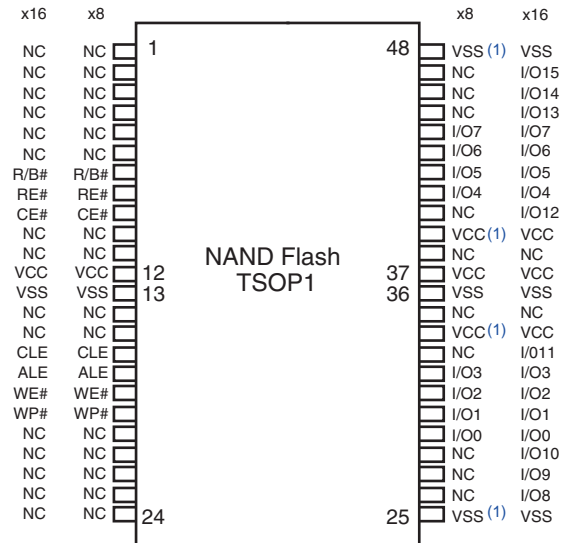 x16 x8 x8 x16
NC NC 1 48 VSS (1) VSS
NC NC NC I/O15
NC NC NC I/O14
NC NC NC I/O13
NC NC I/O7 I/O7
NC NC I/O6 I/O6
R/B# R/B# I/O5 I/O5
RE# RE# I/O4 I/O4
CE# CE# NC I/O12
NC NC VCC (1) VCC
NC NC NAND Flash NC NC
VCC VCC 12 TSOP1 37 VCC VCC
VSS VSS 13 36 VSS VSS
NC NC NC NC
NC NC VCC (1) VCC
CLE CLE NC I/011
ALE ALE I/O3 I/O3
WE# WE# I/O2 I/O2
WP# WP# I/O1 I/O1
NC NC I/O0 I/O0
NC NC NC I/O10
NC NC NC I/O9
NC NC NC I/O8
NC NC 24 25 VSS (1) VSS